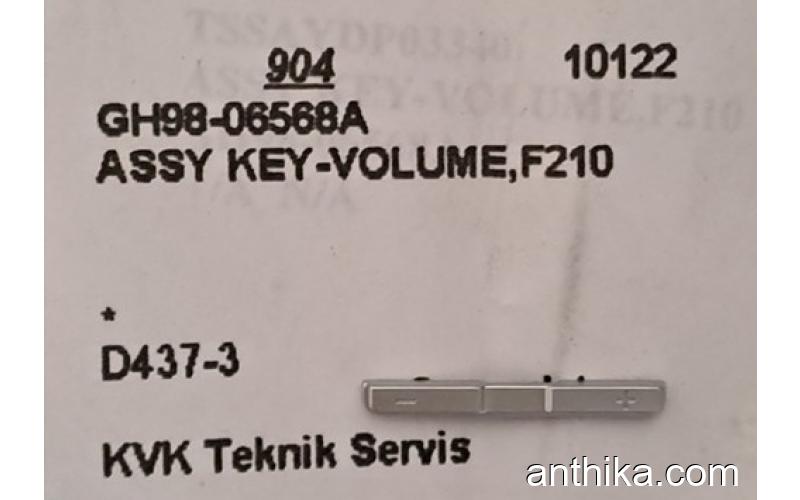 904 10122
GH98-06568A
ASSY KEY-VOLUME,F210
*
D437-3
- +
KVK Teknik Servis
anthika.com